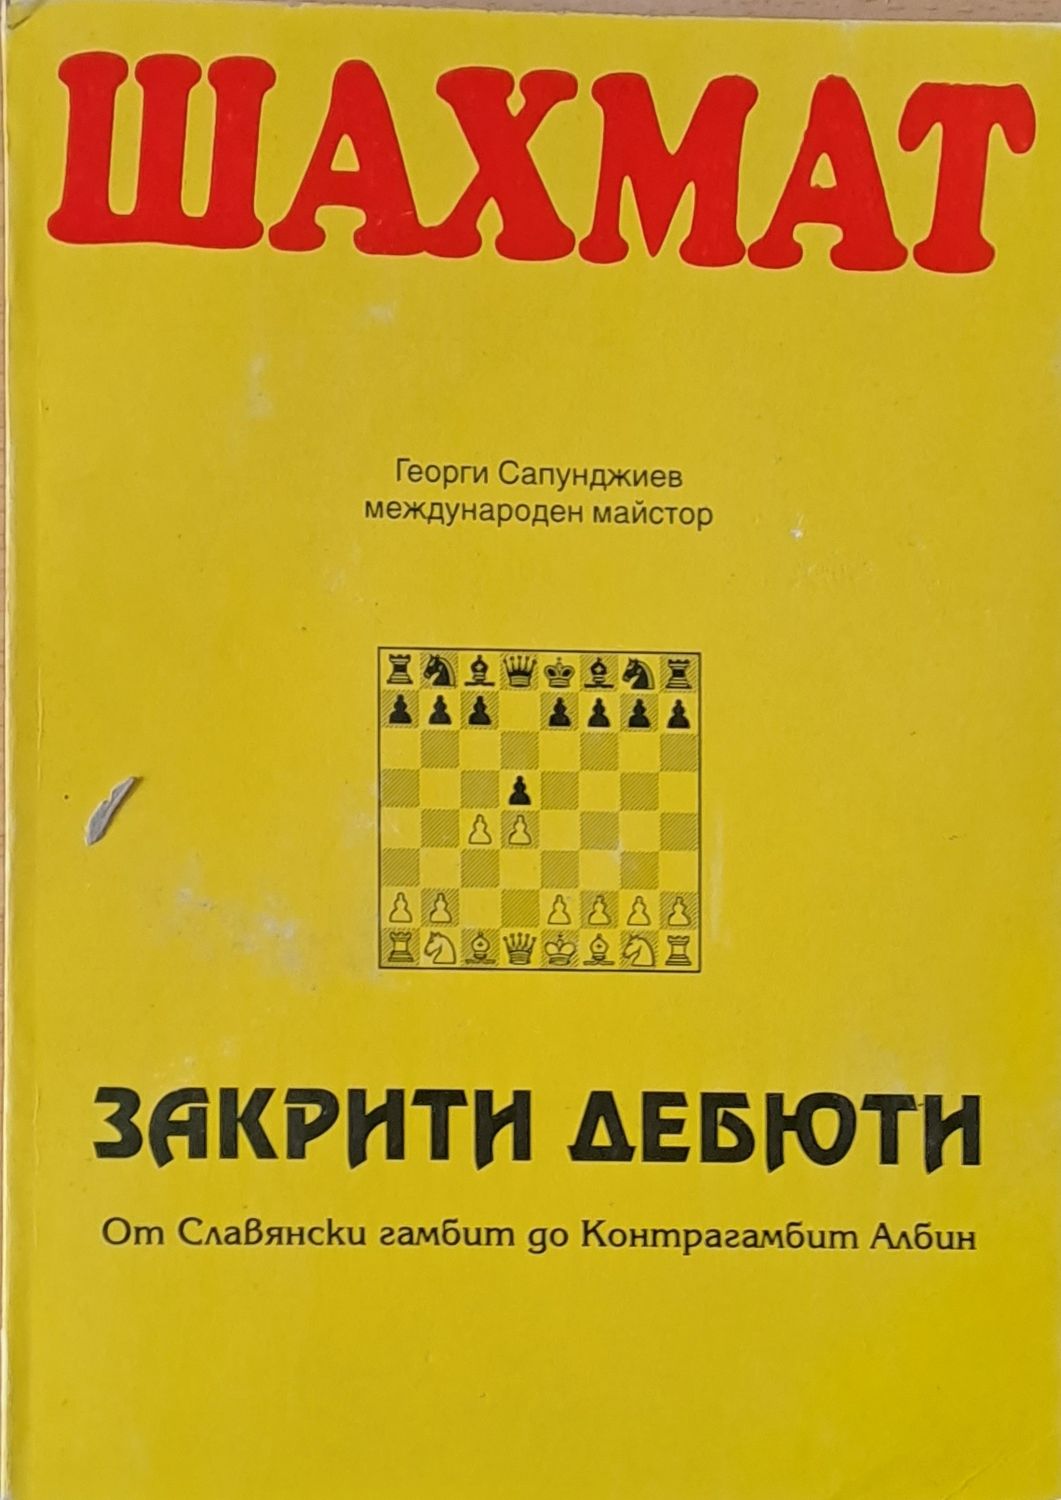 ШАХМАТ
Георги Сапунджиев
международен майстор
ЗАКРИТИ ДЕБЮТИ
От Славянски гамбит до Контрагамбит Албин